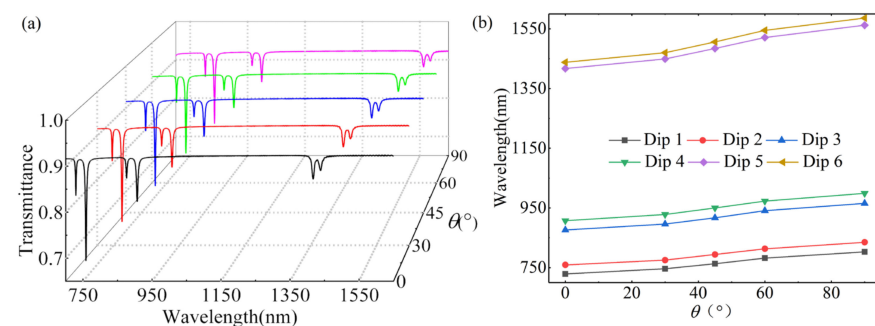 (a)
1.0
0.9
0.8
0.7
Transmittance
750 950 1150 1350 1550
Wavelength(nm)
0
30
45
60
90
θ(°)
(b)
1550
1350
1150
950
750
Wavelength(nm)
Dip 1 Dip 2 Dip 3
Dip 4 Dip 5 Dip 6
0 20 40 60 80
θ (°)